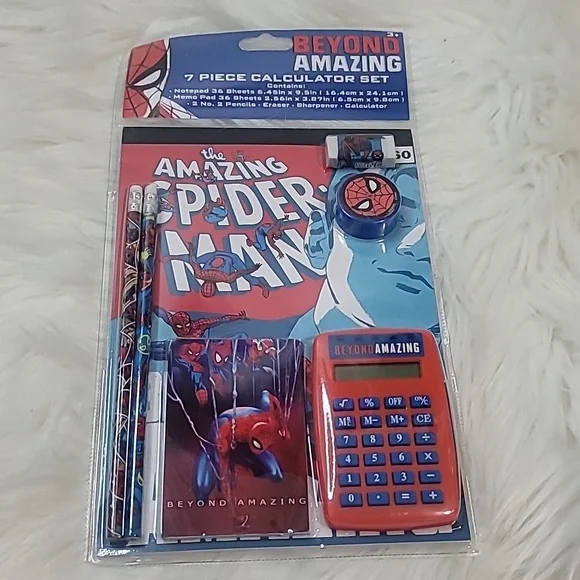 3+
BEYOND
AMAZING
7 PIECE CALCULATOR SET
Contains:
• Notepad 36 Sheets 6.45in x 9.5in ( 16.4cm x 24.1cm )
• Memo Pad 36 Sheets 2.56in x 3.87in ( 6.5cm x 9.8cm )
• 2 No. 2 Pencils • Eraser • Sharpener • Calculator
the
AMAZING
SPIDER-
MAN
BEYOND AMAZING
√ % OFF
M- M+ CE
7 8 9 ÷
4 5 6 ×
1 2 3 −
0 . = +
BEYOND AMAZING